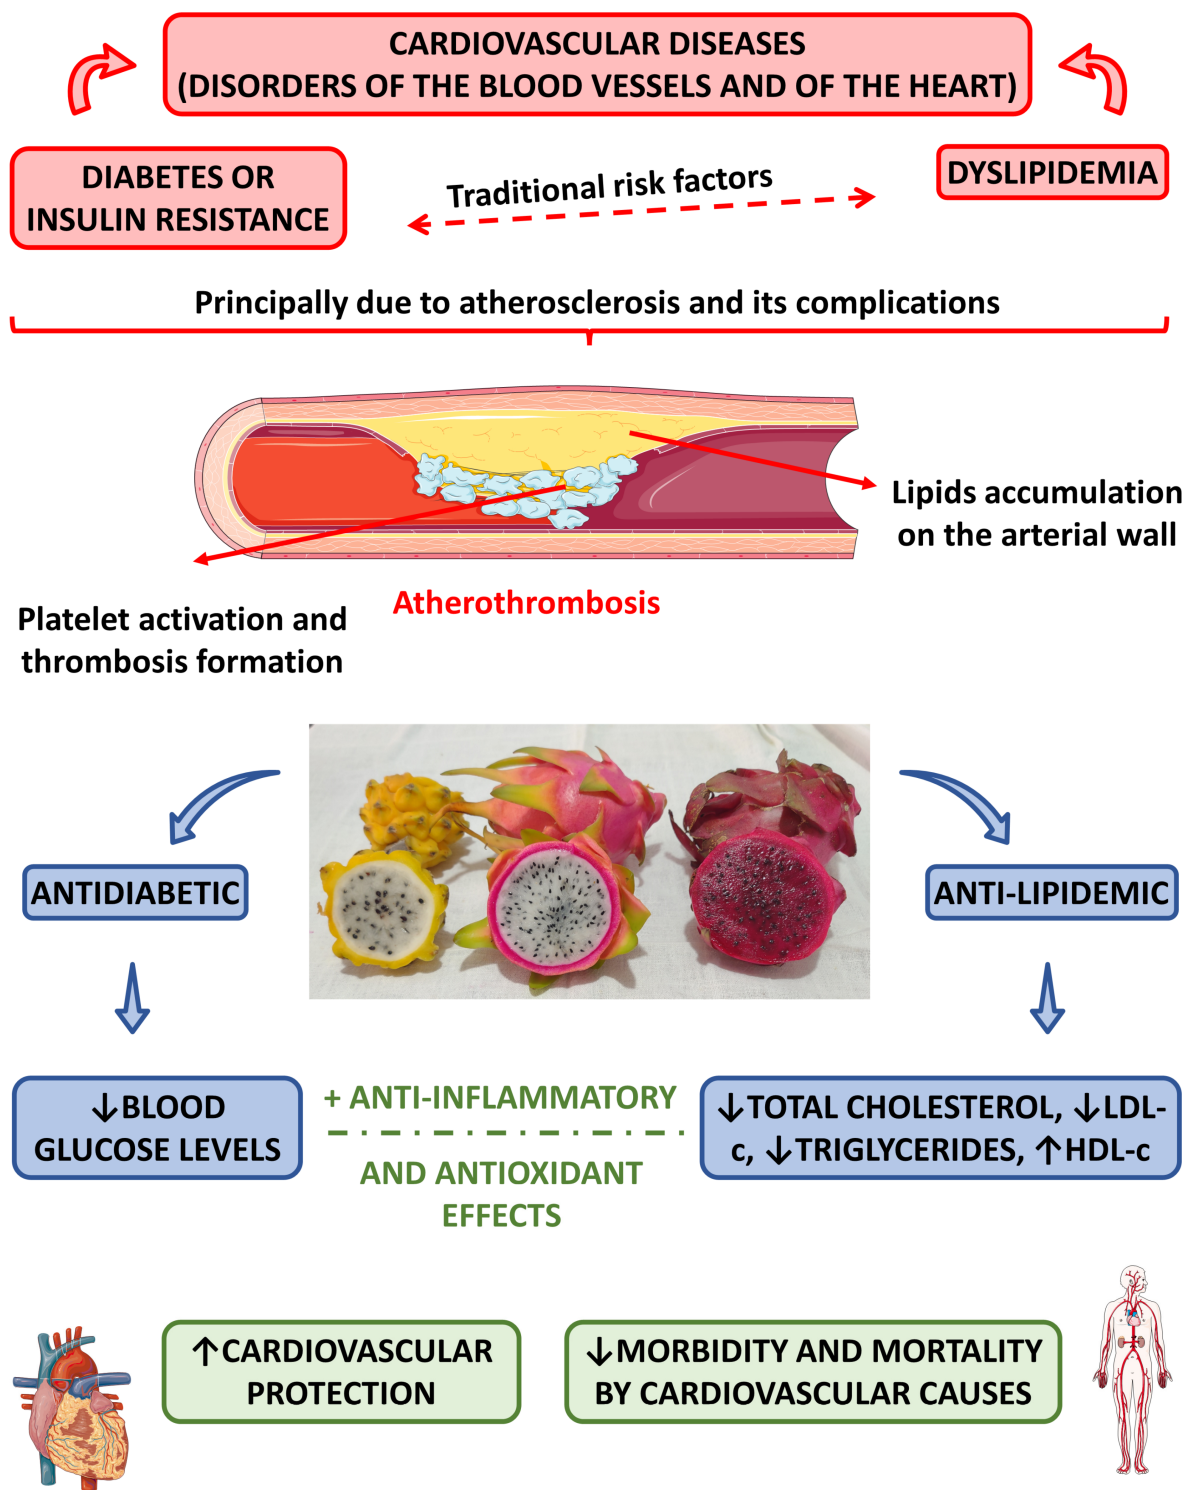 CARDIOVASCULAR DISEASES
(DISORDERS OF THE BLOOD VESSELS AND OF THE HEART)
DIABETES OR
INSULIN RESISTANCE
Traditional risk factors
DYSLIPIDEMIA
Principally due to atherosclerosis and its complications
Lipids accumulation
on the arterial wall
Atherothrombosis
Platelet activation and
thrombosis formation
ANTIDIABETIC
ANTI-LIPIDEMIC
↓BLOOD
GLUCOSE LEVELS
+ ANTI-INFLAMMATORY
AND ANTIOXIDANT
EFFECTS
↓TOTAL CHOLESTEROL, ↓LDL-
c, ↓TRIGLYCERIDES, ↑HDL-c
↑CARDIOVASCULAR
PROTECTION
↓MORBIDITY AND MORTALITY
BY CARDIOVASCULAR CAUSES